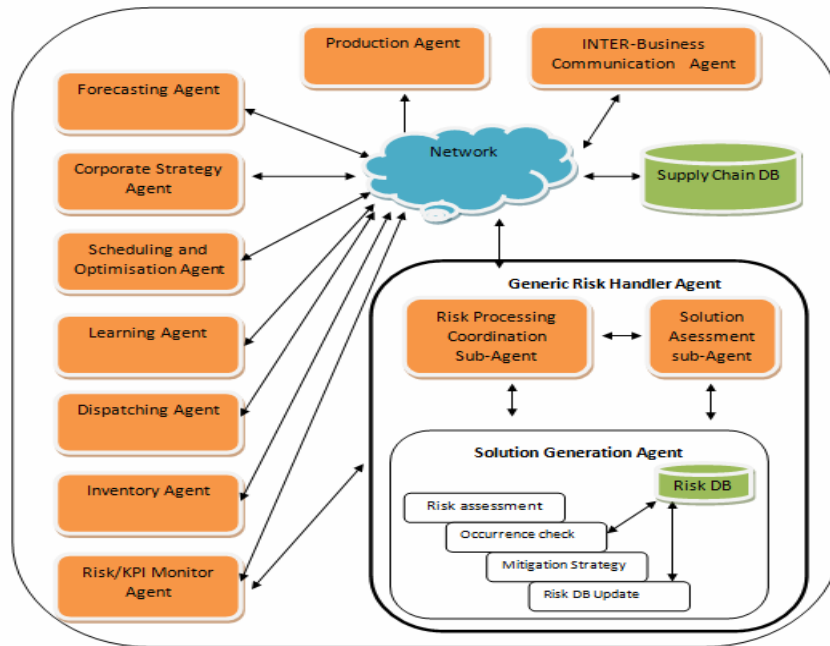 Production Agent
INTER-Business
Communication Agent
Forecasting Agent
Network
Corporate Strategy
Agent
Supply Chain DB
Scheduling and
Optimisation Agent
Generic Risk Handler Agent
Risk Processing
Coordination
Sub-Agent
Solution
Asessment
sub-Agent
Learning Agent
Dispatching Agent
Solution Generation Agent
Risk DB
Inventory Agent
Risk assessment
Occurrence check
Mitigation Strategy
Risk DB Update
Risk/KPI Monitor
Agent